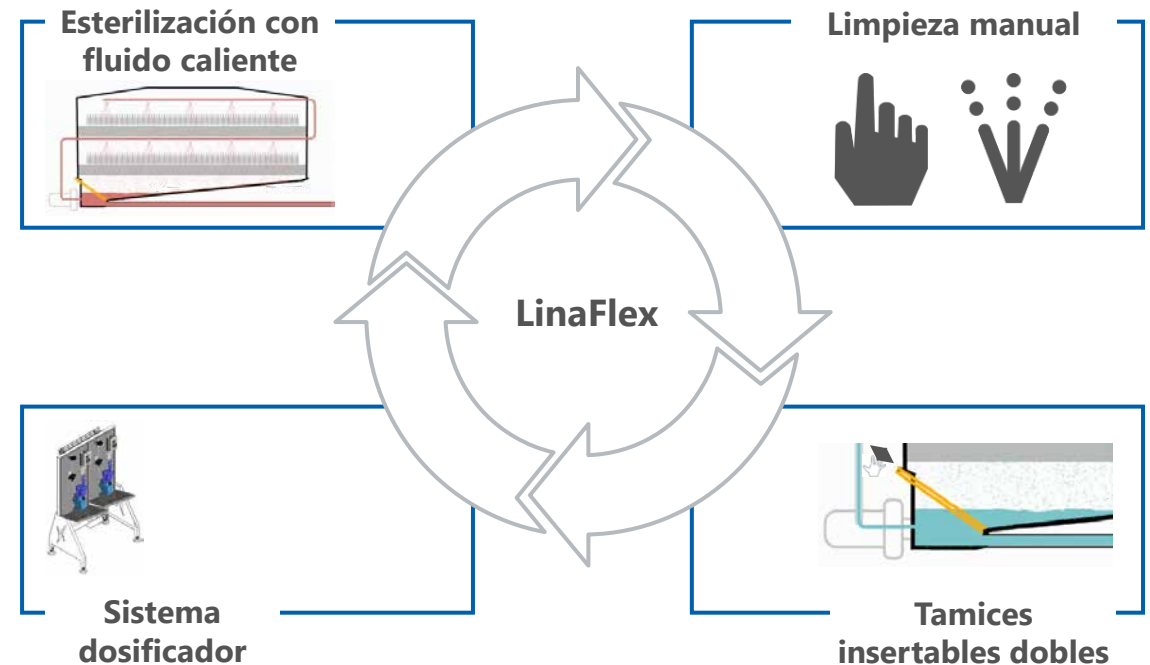 Esterilización con
fluido caliente
Limpieza manual
LinaFlex
Sistema
dosificador
Tamices
insertables dobles